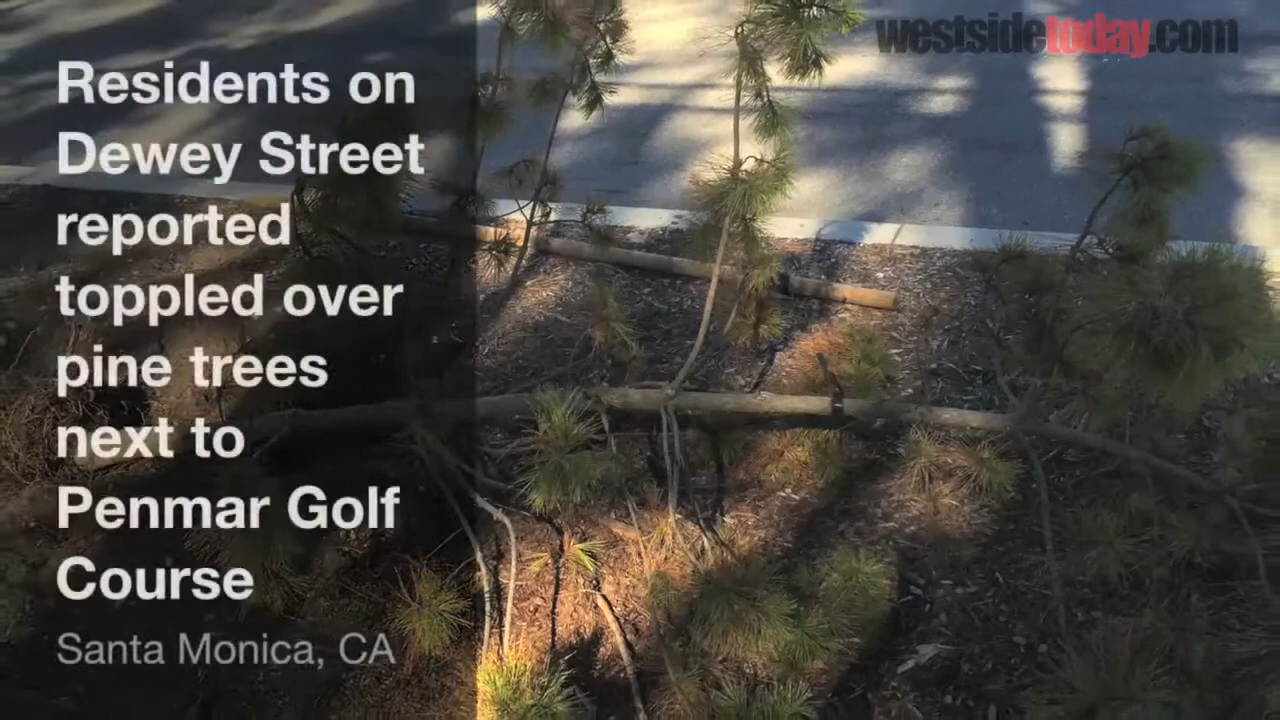 westsidetoday.com
Residents on
Dewey Street
reported
toppled over
pine trees
next to
Penmar Golf
Course
Santa Monica, CA